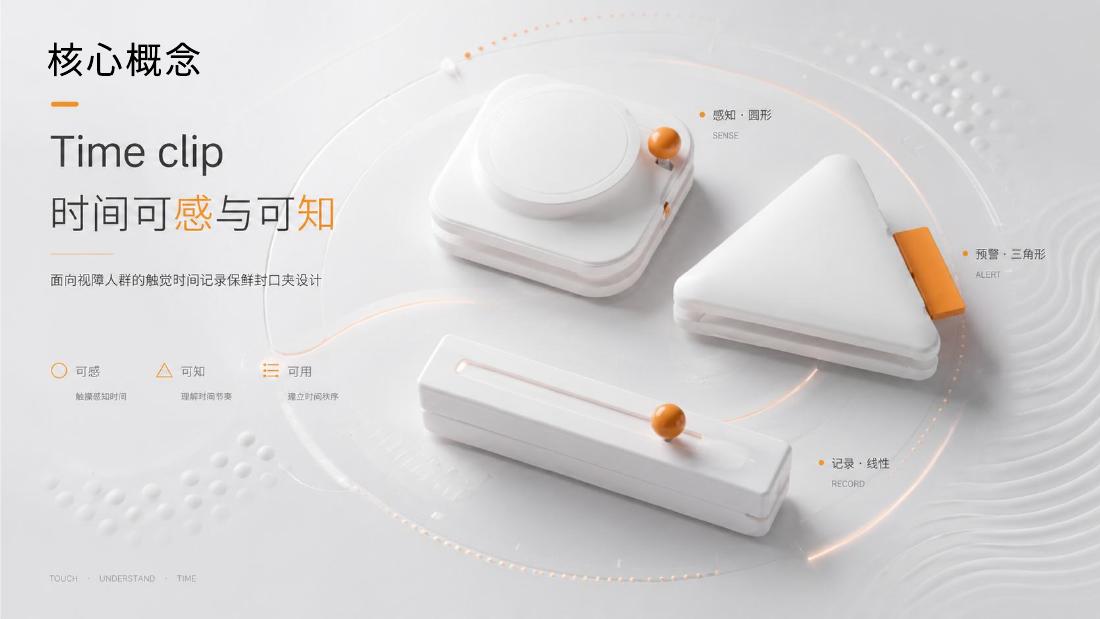 核心概念
Time clip
时间可感与可知
面向视障人群的触觉时间记录保鲜封口夹设计
可感
触摸感知时间
可知
理解时间节奏
可用
建立时间秩序
感知·圆形
SENSE
预警·三角形
ALERT
记录·线性
RECORD
TOUCH · UNDERSTAND · TIME